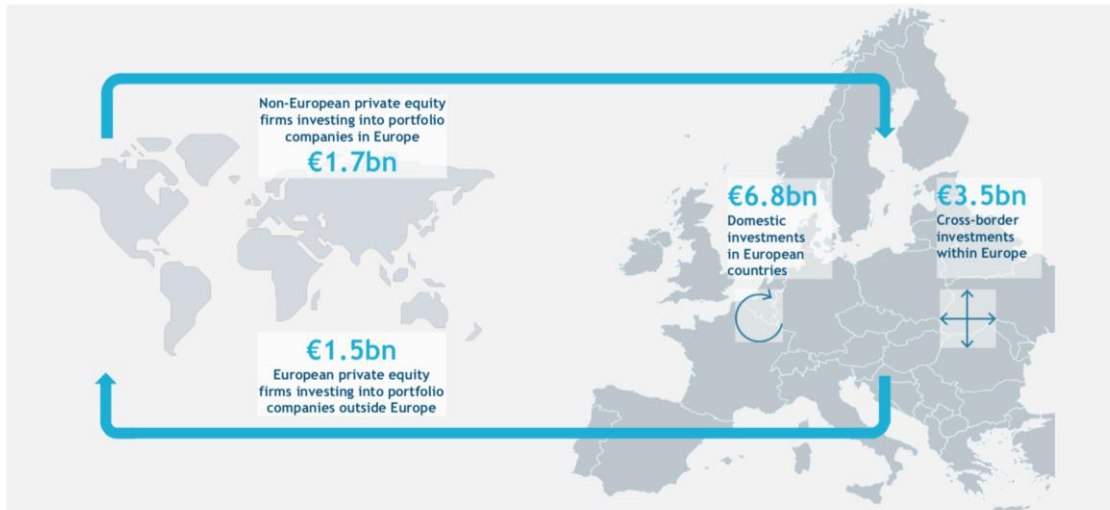 Non-European private equity
firms investing into portfolio
companies in Europe
€1.7bn
€1.5bn
European private equity
firms investing into portfolio
companies outside Europe
€6.8bn
Domestic
investments
in European
countries
€3.5bn
Cross-border
investments
within Europe